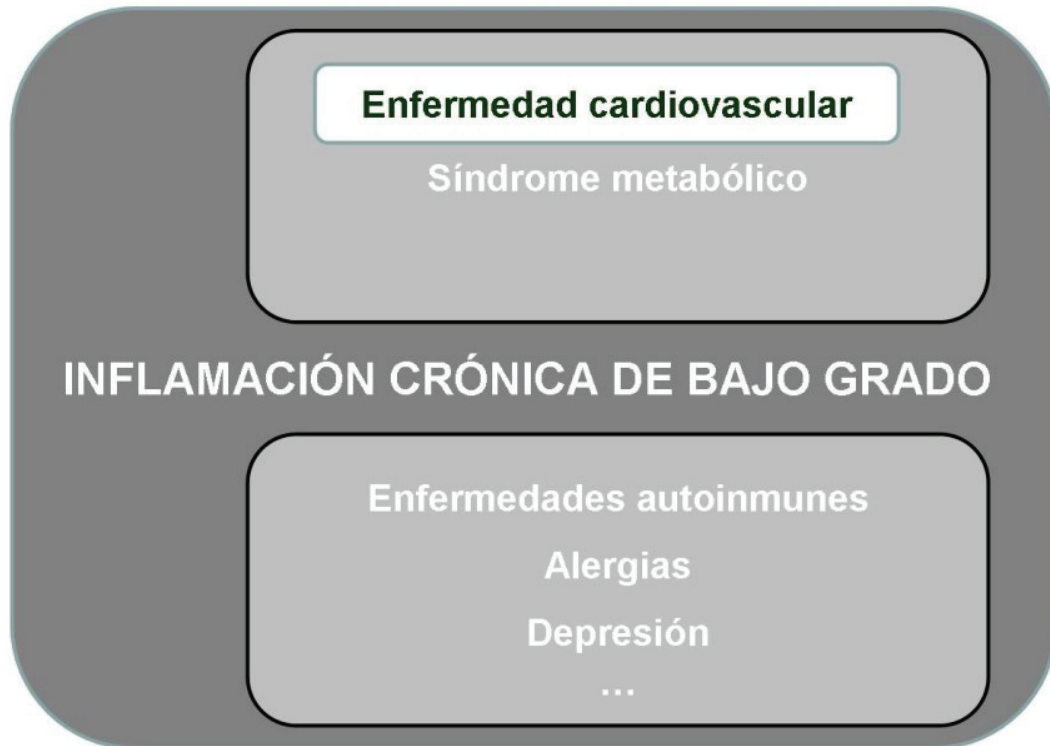 Enfermedad cardiovascular
Síndrome metabólico
INFLAMACIÓN CRÓNICA DE BAJO GRADO
Enfermedades autoinmunes
Alergias
Depresión
...